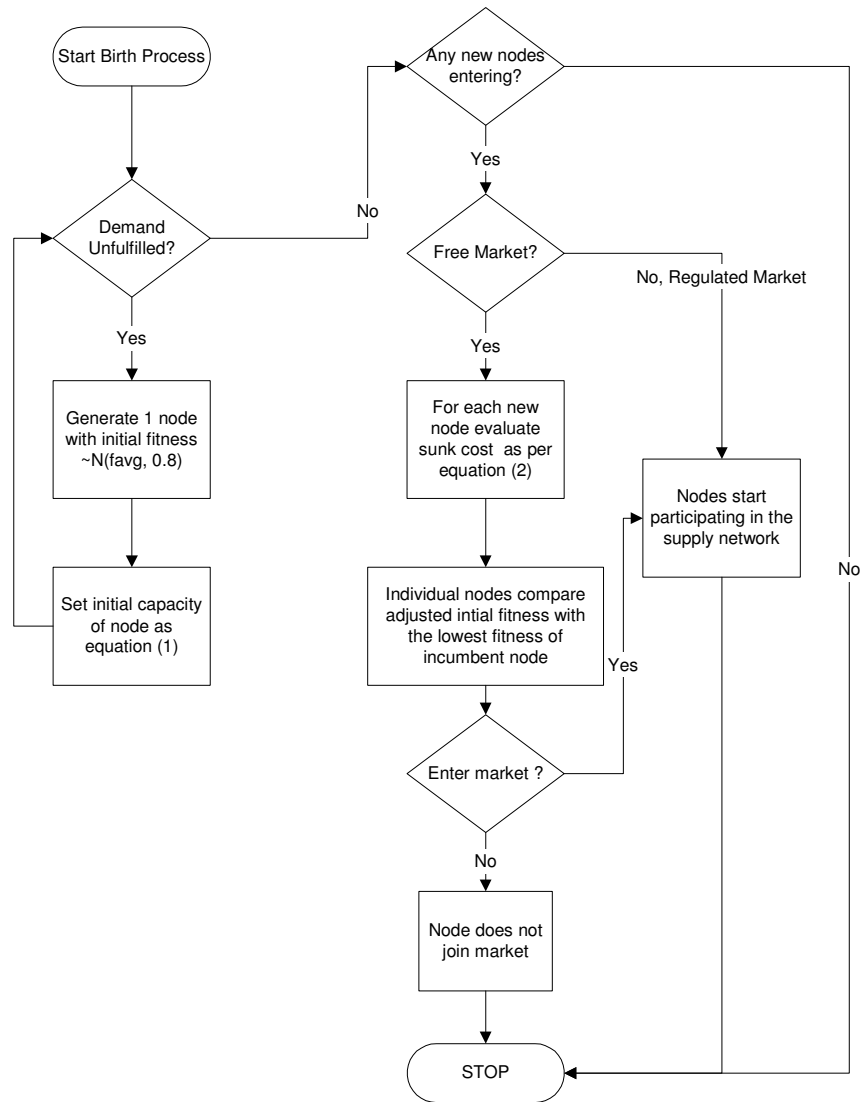 Start Birth Process
Demand
Unfulfilled?
Yes
Generate 1 node
with initial fitness
~N(favg, 0.8)
Set initial capacity
of node as
equation (1)
No
Any new nodes
entering?
Yes
Free Market?
No, Regulated Market
Yes
For each new
node evaluate
sunk cost as per
equation (2)
Individual nodes compare
adjusted intial fitness with
the lowest fitness of
incumbent node
Enter market ?
Yes
Nodes start
participating in the
supply network
No
No
Node does not
join market
STOP